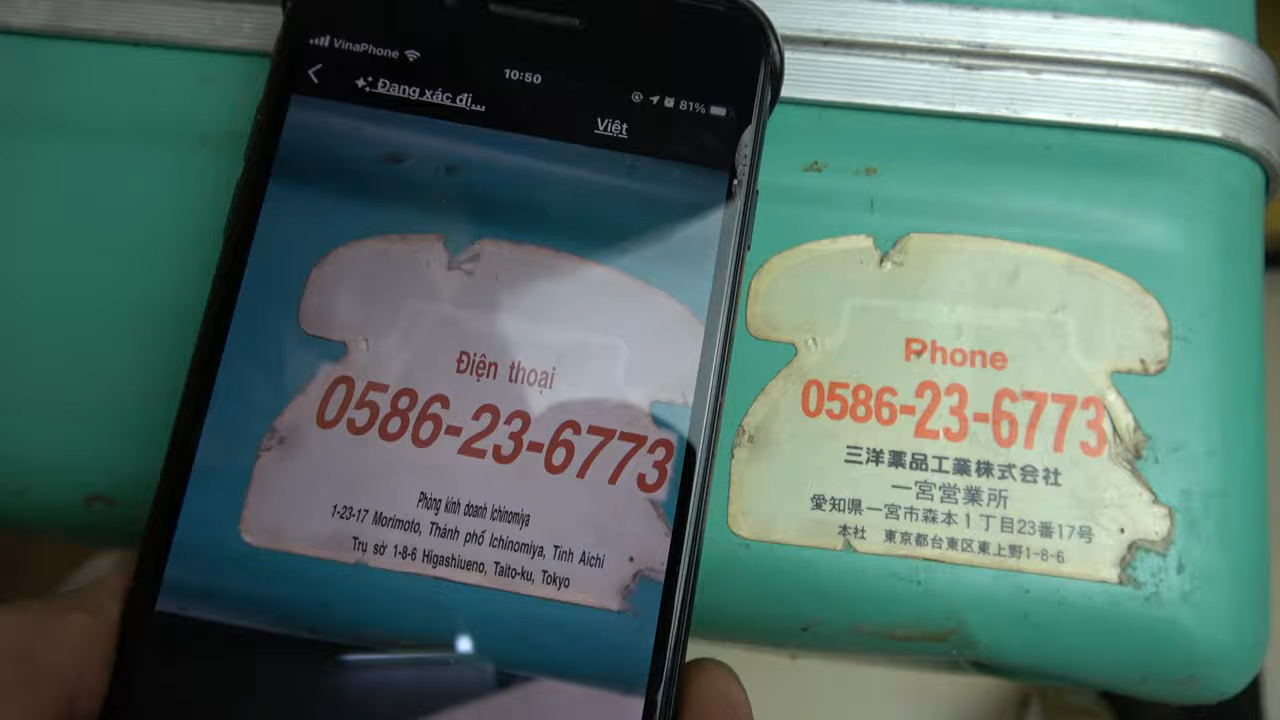 VinaPhone
10:50
81%
Đang xác đị...
Việt
Điện thoại
0586-23-6773
Phòng kinh doanh Ichinomiya
1-23-17 Morimoto, Thành phố Ichinomiya, Tỉnh Aichi
Trụ sở 1-8-6 Higashiueno, Taito-ku, Tokyo
Phone
0586-23-6773
三洋薬品工業株式会社
一宮営業所
愛知県一宮市森本1丁目23番17号
本社 東京都台東区東上野1-8-6